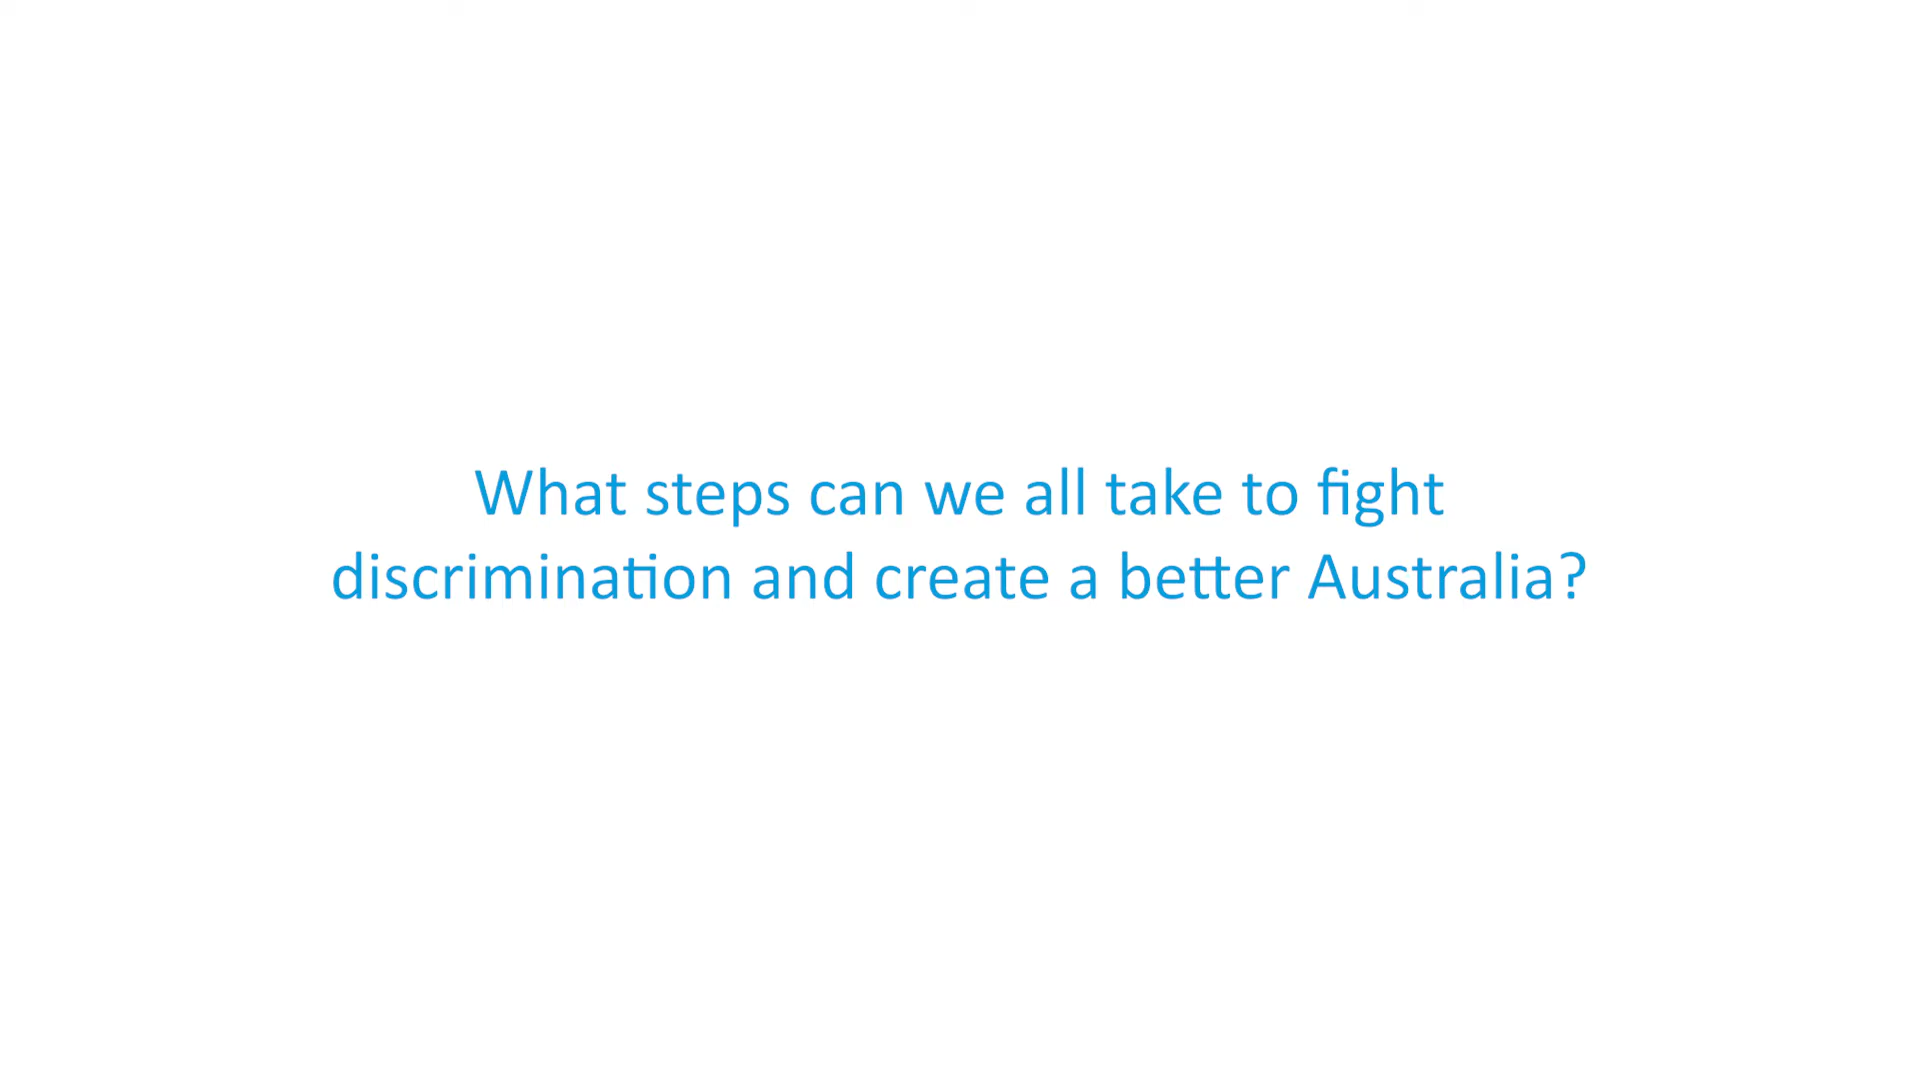 What steps can we all take to fight
discrimination and create a better Australia?